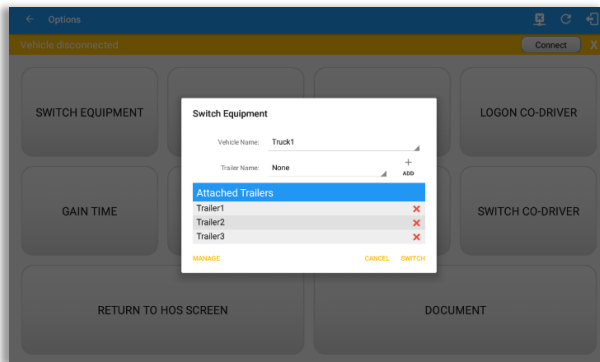 Options
Vehicle disconnected
Connect
X
SWITCH EQUIPMENT
LOGON CO-DRIVER
Switch Equipment
Vehicle Name: Truck1
Trailer Name: None
+
ADD
Attached Trailers
Trailer1
Trailer2
Trailer3
GAIN TIME
SWITCH CO-DRIVER
MANAGE
CANCEL
SWITCH
RETURN TO HOS SCREEN
DOCUMENT